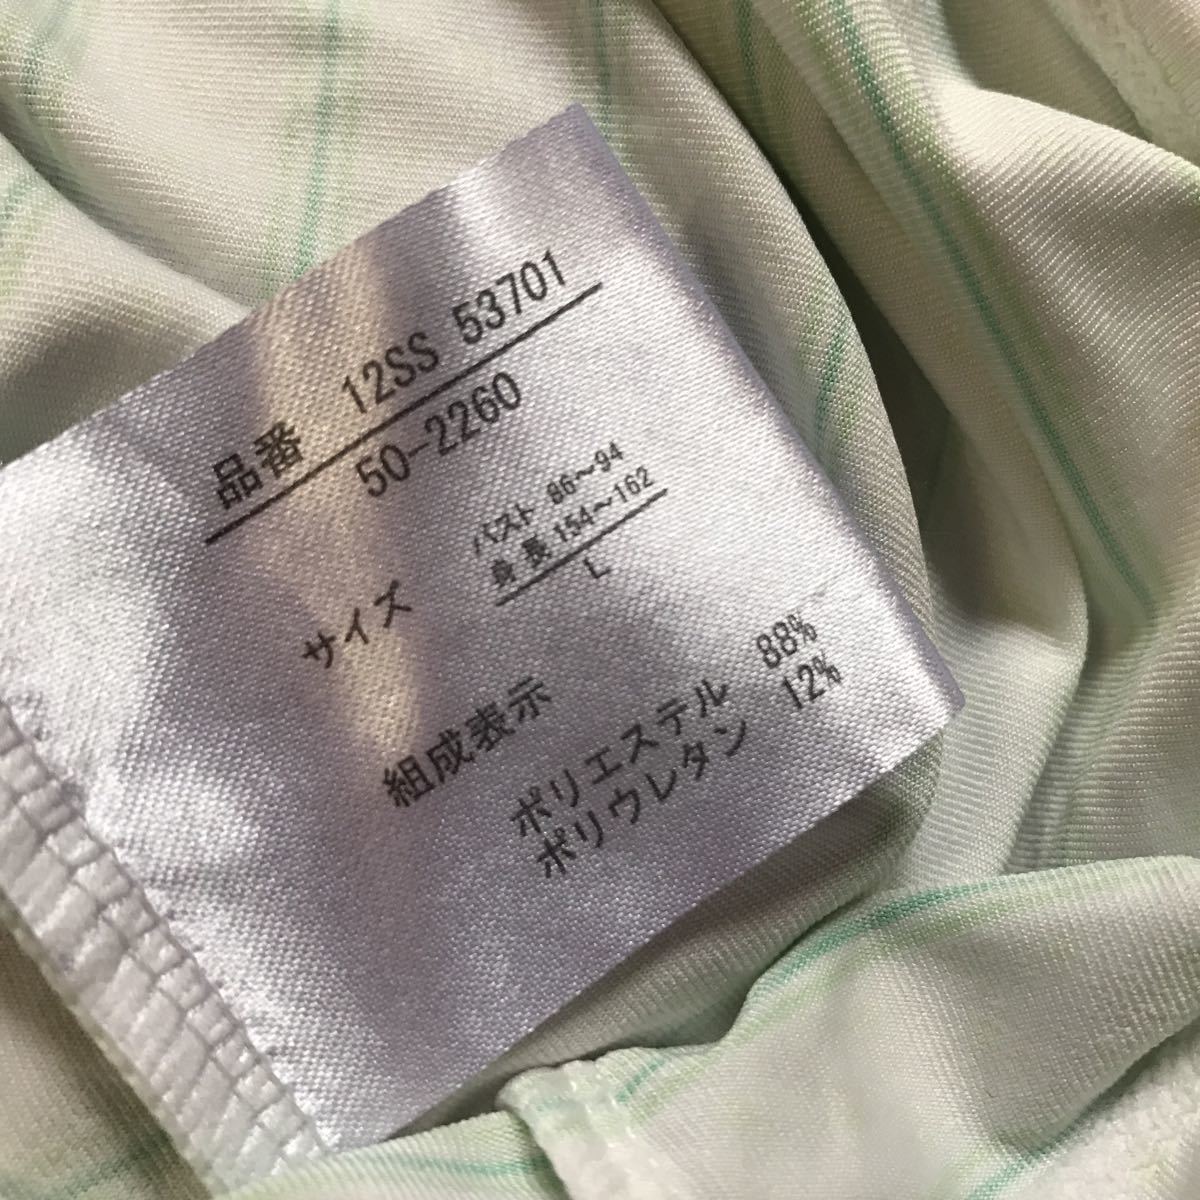 品番 12SS 53701
50-2260
サイズ バスト 86～94
身長 154～162
L
組成表示
ポリエステル 88%
ポリウレタン 12%